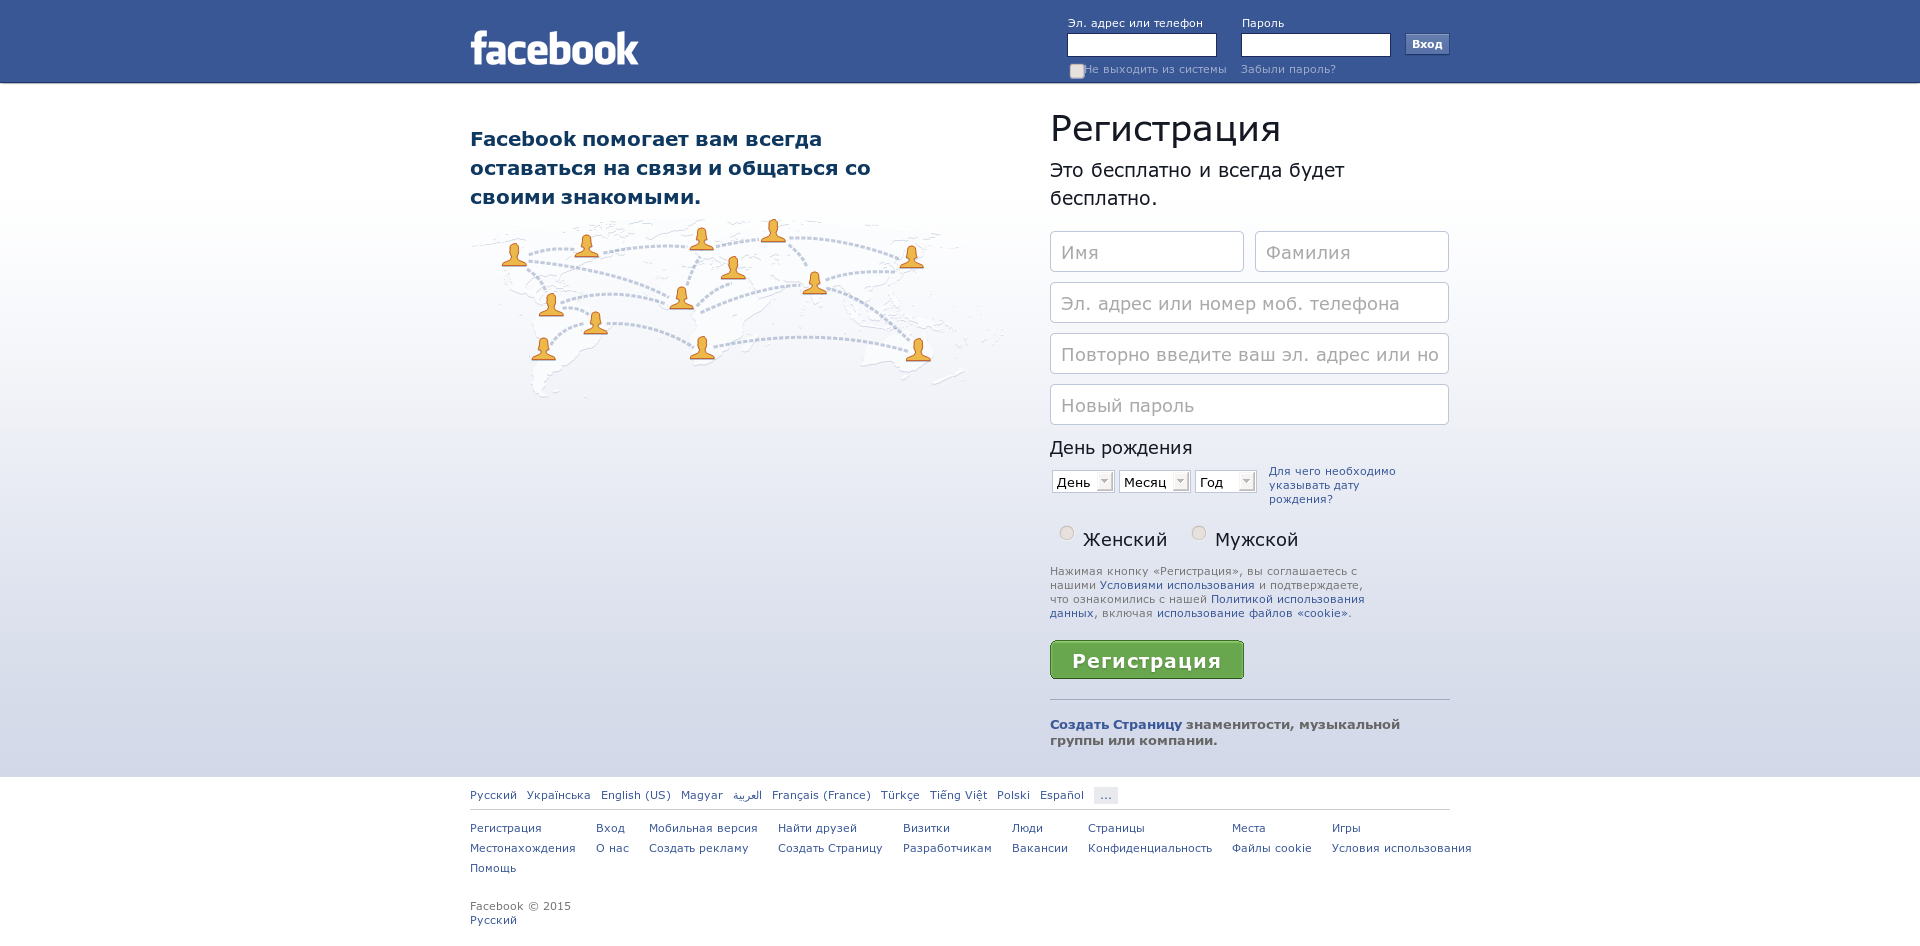 facebook
Эл. адрес или телефон
Пароль
Вход
Не выходить из системы
Забыли пароль?
Facebook помогает вам всегда
оставаться на связи и общаться со
своими знакомыми.
Регистрация
Это бесплатно и всегда будет
бесплатно.
Имя
Фамилия
Эл. адрес или номер моб. телефона
Повторно введите ваш эл. адрес или но
Новый пароль
День рождения
День
Месяц
Год
Для чего необходимо
указывать дату
рождения?
Женский
Мужской
Нажимая кнопку «Регистрация», вы соглашаетесь с
нашими Условиями использования и подтверждаете,
что ознакомились с нашей Политикой использования
данных, включая использование файлов «cookie».
Регистрация
Создать Страницу знаменитости, музыкальной
группы или компании.
Русский Українська English (US) Magyar العربية Français (France) Türkçe Tiếng Việt Polski Español ...
Регистрация Вход Мобильная версия Найти друзей Визитки Люди Страницы Места Игры
Местонахождения О нас Создать рекламу Создать Страницу Разработчикам Вакансии Конфиденциальность Файлы cookie Условия использования
Помощь
Facebook © 2015
Русский